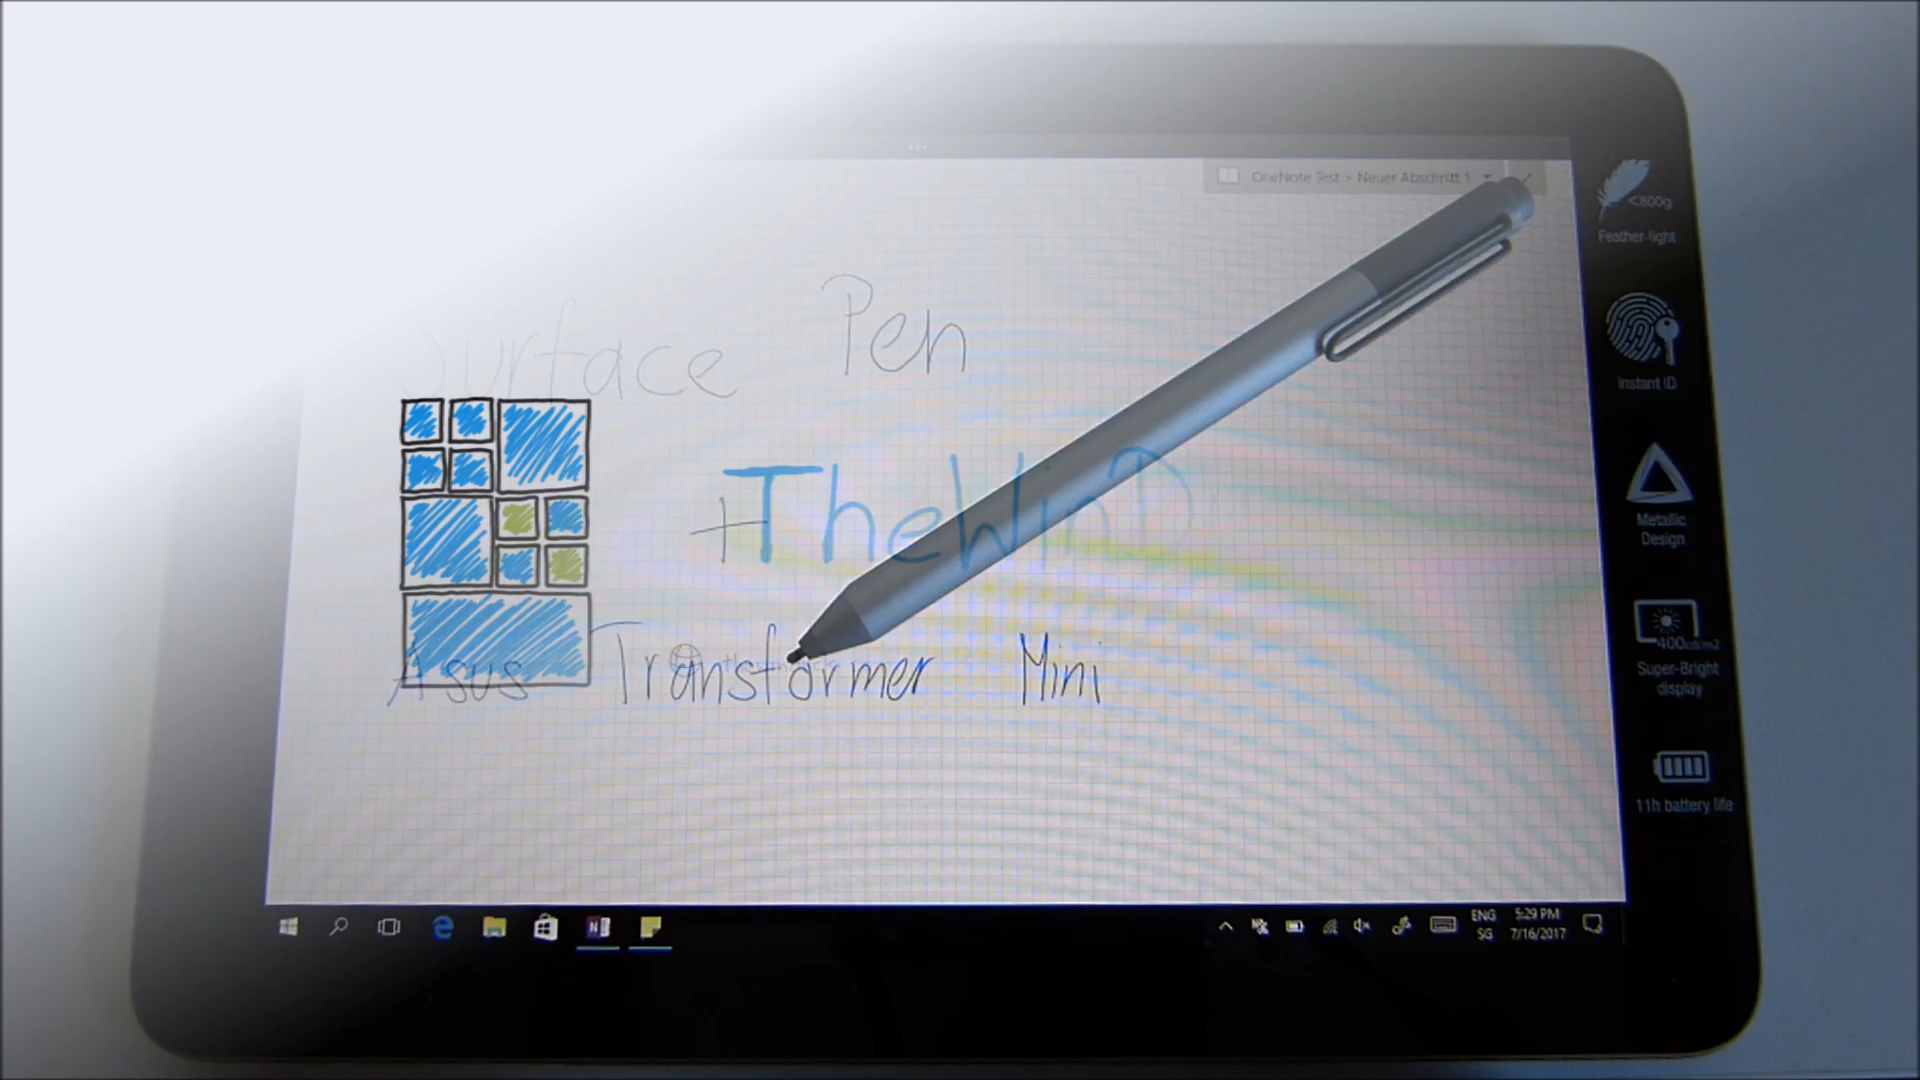 OneNote Test > Neuer Abschnitt 1
<800g
Feather-light
Surface Pen
Instant ID
+
TheWinD
Metallic
Design
Asus Transformer Mini
400cd/m2
Super-Bright
display
11h battery life
ENG
SG
5:29 PM
7/16/2017